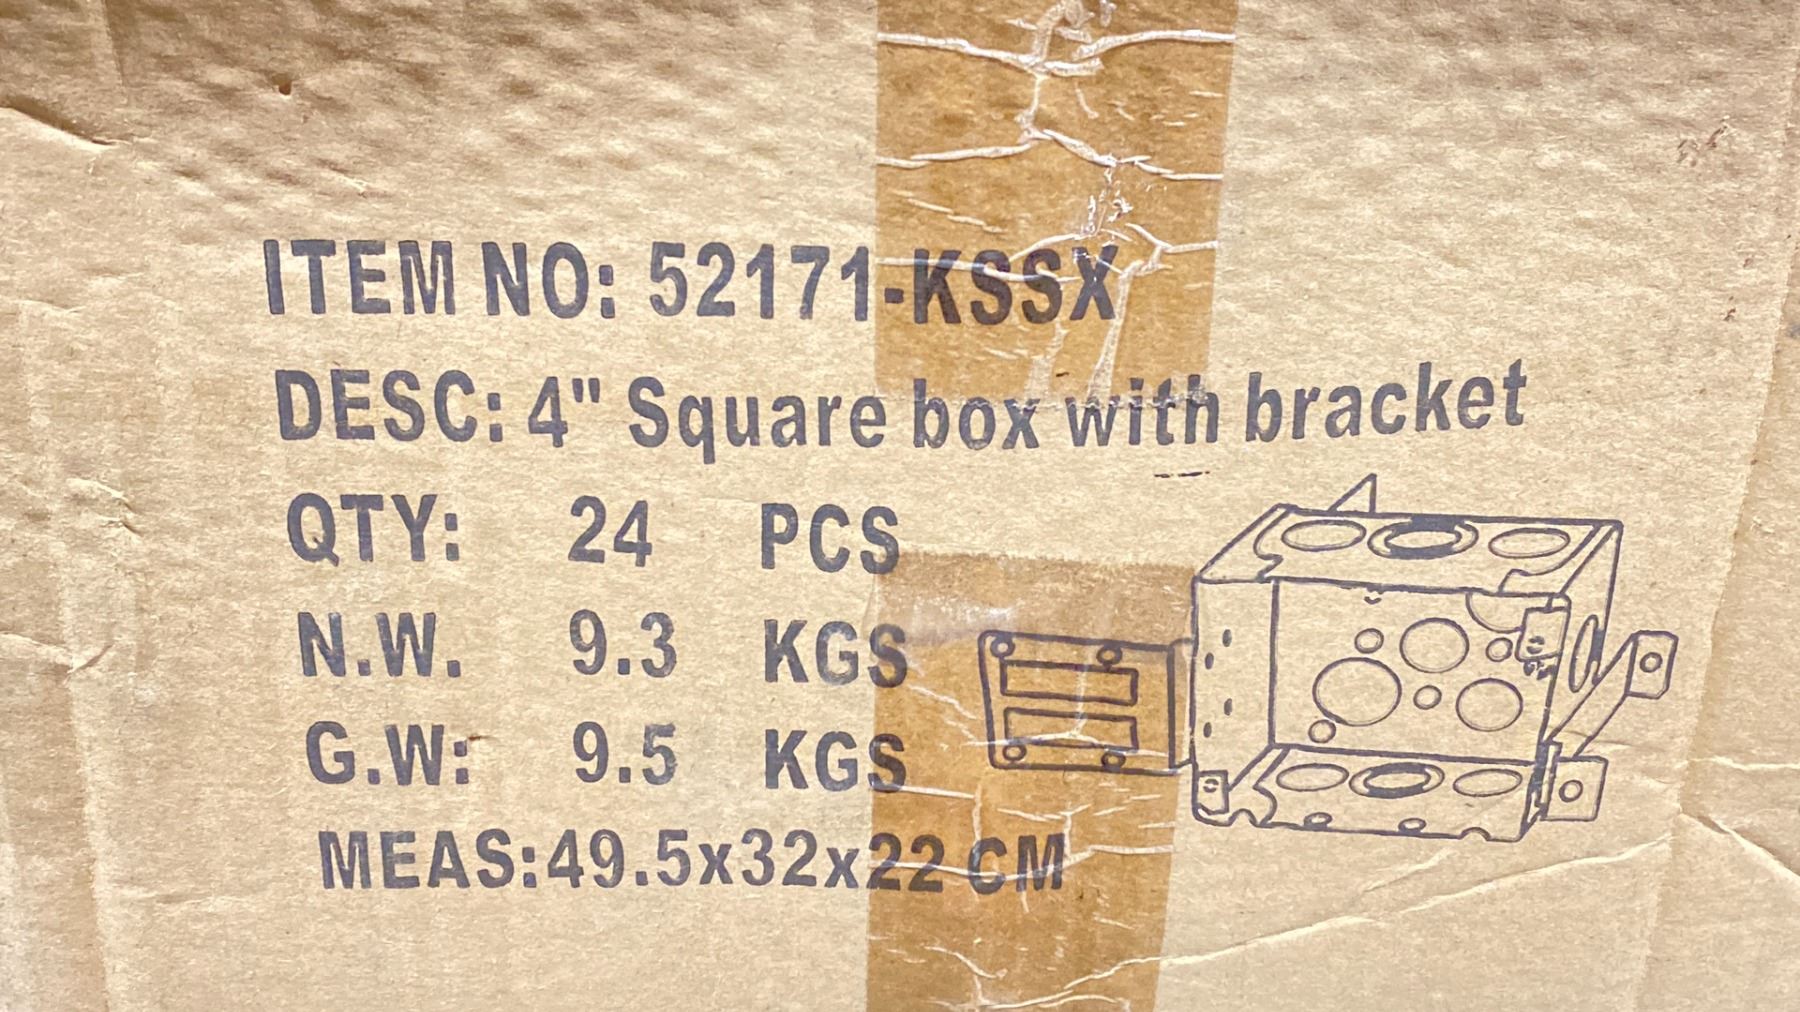 ITEM NO: 52171-KSSX
DESC: 4" Square box with bracket
QTY: 24 PCS
N.W. 9.3 KGS
G.W: 9.5 KGS
MEAS:49.5x32x22 CM